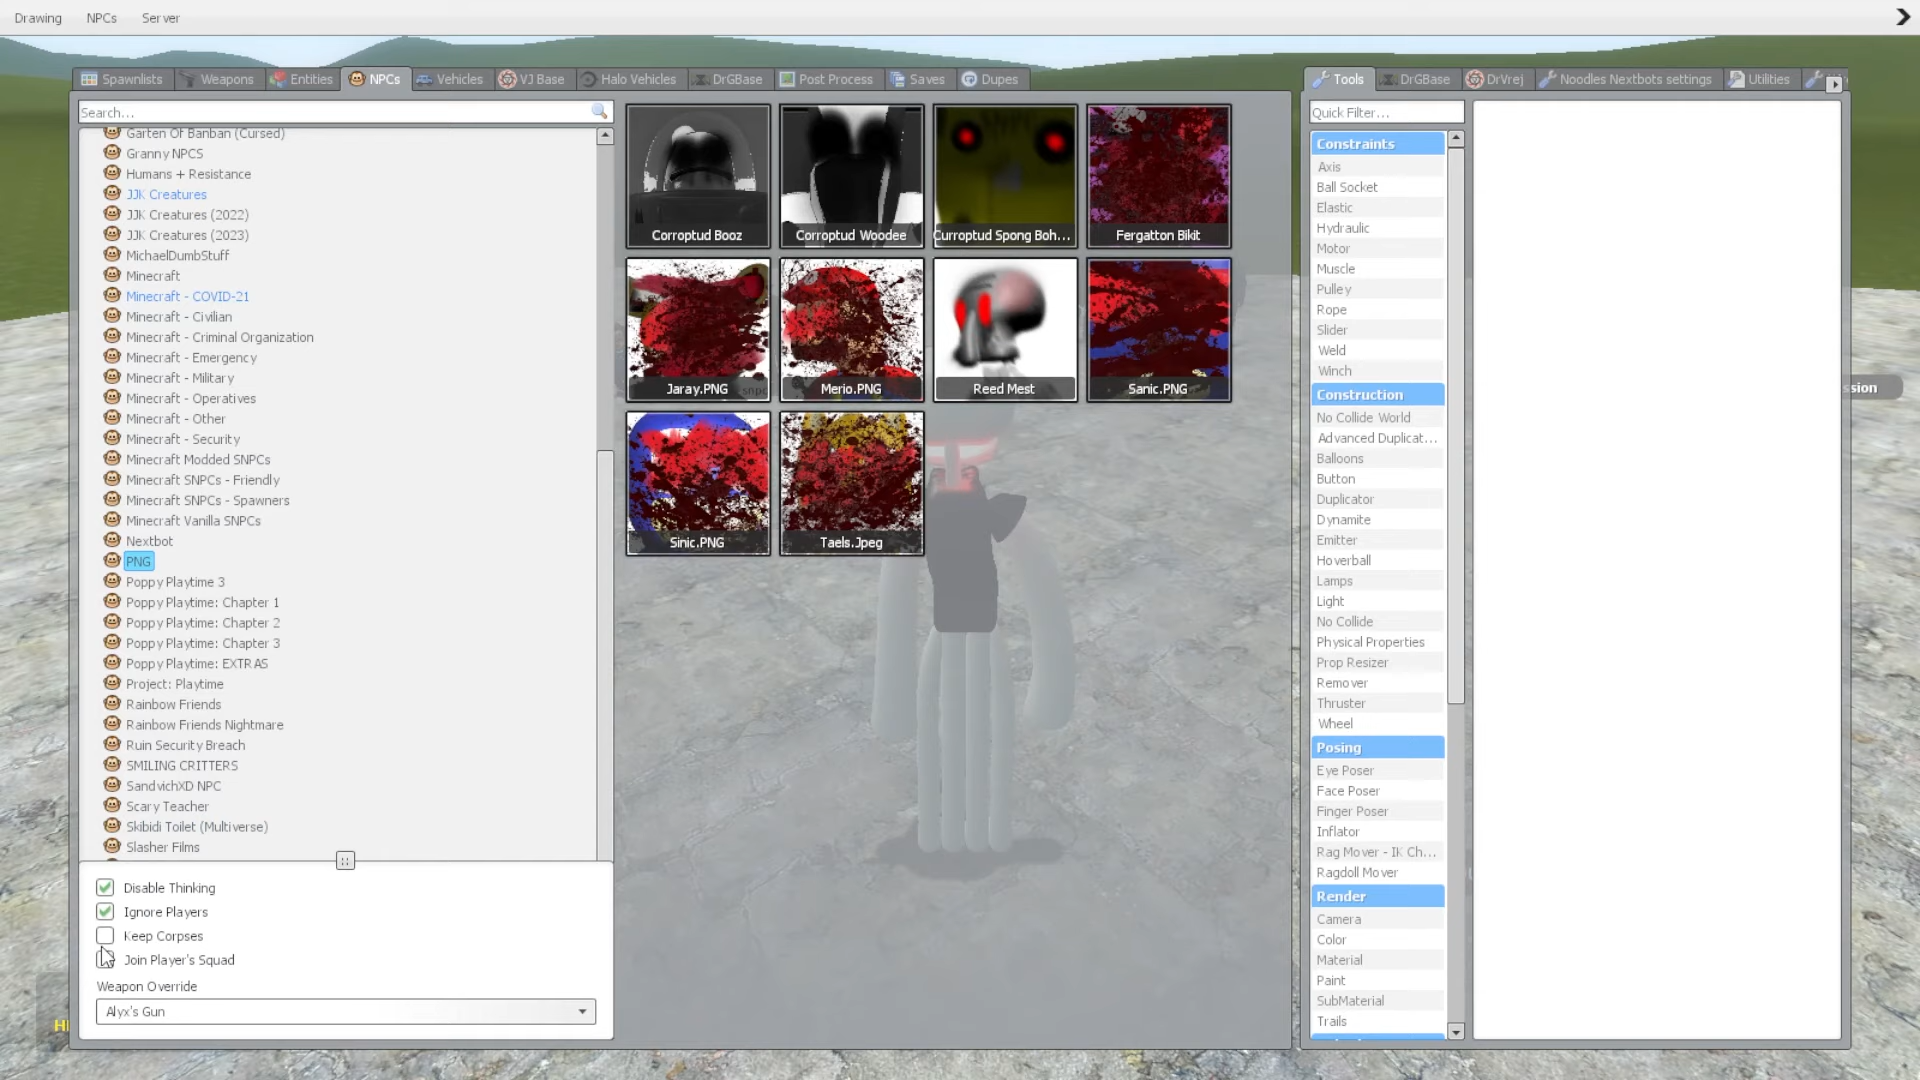 Drawing NPCs Server
Spawnlists Weapons Entities NPCs Vehicles VJ Base Halo Vehicles DrGBase Post Process Saves Dupes
Search...
Garten Of Banban (Cursed)
Granny NPCS
Humans + Resistance
JJK Creatures
JJK Creatures (2022)
JJK Creatures (2023)
MichaelDumbStuff
Minecraft
Minecraft - COVID-21
Minecraft - Civilian
Minecraft - Criminal Organization
Minecraft - Emergency
Minecraft - Military
Minecraft - Operatives
Minecraft - Other
Minecraft - Security
Minecraft Modded SNPCs
Minecraft SNPCs - Friendly
Minecraft SNPCs - Spawners
Minecraft Vanilla SNPCs
Nextbot
PNG
Poppy Playtime 3
Poppy Playtime: Chapter 1
Poppy Playtime: Chapter 2
Poppy Playtime: Chapter 3
Poppy Playtime: EXTRAS
Project: Playtime
Rainbow Friends
Rainbow Friends Nightmare
Ruin Security Breach
SMILING CRITTERS
SandvichXD NPC
Scary Teacher
Skibidi Toilet (Multiverse)
Slasher Films
Disable Thinking
Ignore Players
Keep Corpses
Join Player's Squad
Weapon Override
Alyx's Gun
Corroptud Booz Corroptud Woodee Curroptud Spong Boh... Fergatton Bikit
Jaray.PNG Merio.PNG Reed Mest Sanic.PNG
Sinic.PNG Taels.Jpeg
Tools DrGBase DrVrej Noodles Nextbots settings Utilities
Quick Filter...
Constraints
Axis
Ball Socket
Elastic
Hydraulic
Motor
Muscle
Pulley
Rope
Slider
Weld
Winch
Construction
No Collide World
Advanced Duplicat...
Balloons
Button
Duplicator
Dynamite
Emitter
Hoverball
Lamps
Light
No Collide
Physical Properties
Prop Resizer
Remover
Thruster
Wheel
Posing
Eye Poser
Face Poser
Finger Poser
Inflator
Rag Mover - IK Ch...
Ragdoll Mover
Render
Camera
Color
Material
Paint
SubMaterial
Trails
ssion